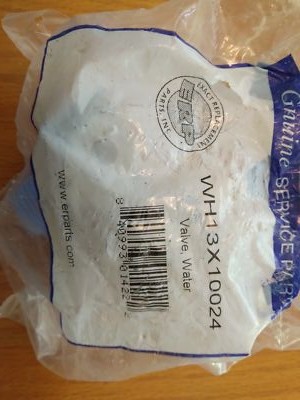 Genuine SERVICE PARTS
EXACT REPLACEMENT
PARTS, INC.
ERP
WH13X10024
Valve, Water
www.erparts.com